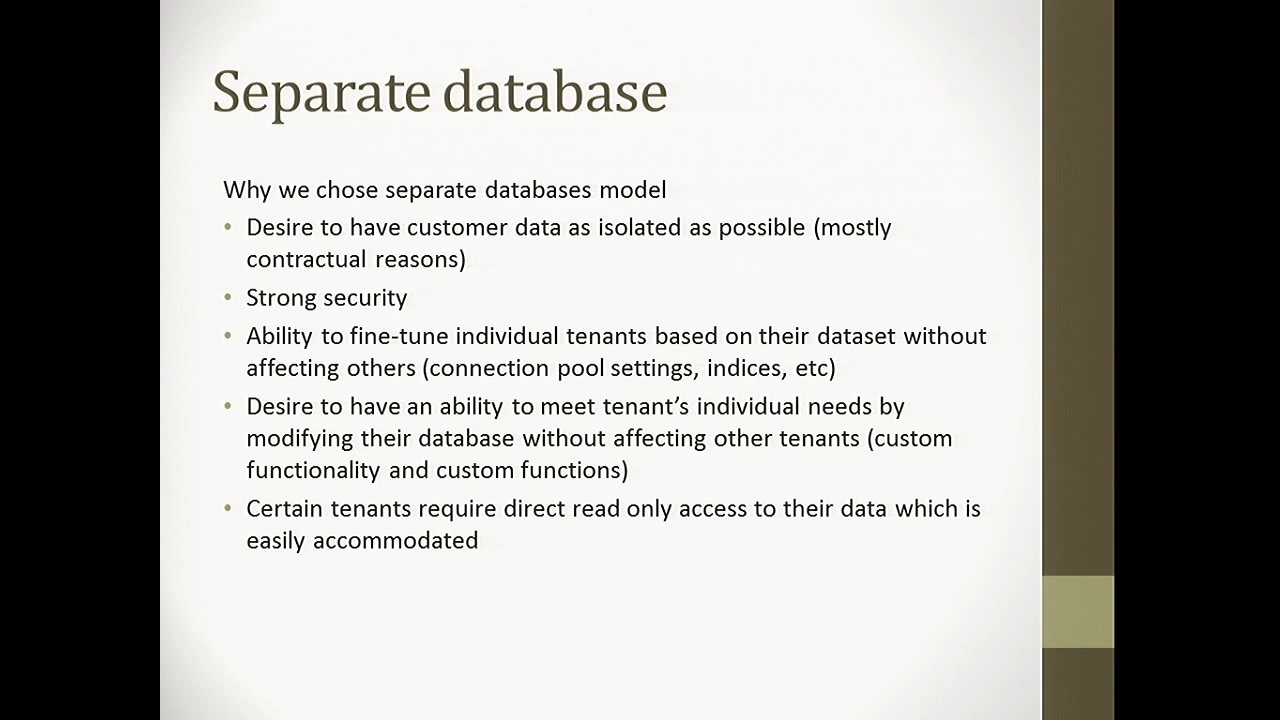 Separate database
Why we chose separate databases model
• Desire to have customer data as isolated as possible (mostly
contractual reasons)
• Strong security
• Ability to fine-tune individual tenants based on their dataset without
affecting others (connection pool settings, indices, etc)
• Desire to have an ability to meet tenant’s individual needs by
modifying their database without affecting other tenants (custom
functionality and custom functions)
• Certain tenants require direct read only access to their data which is
easily accommodated